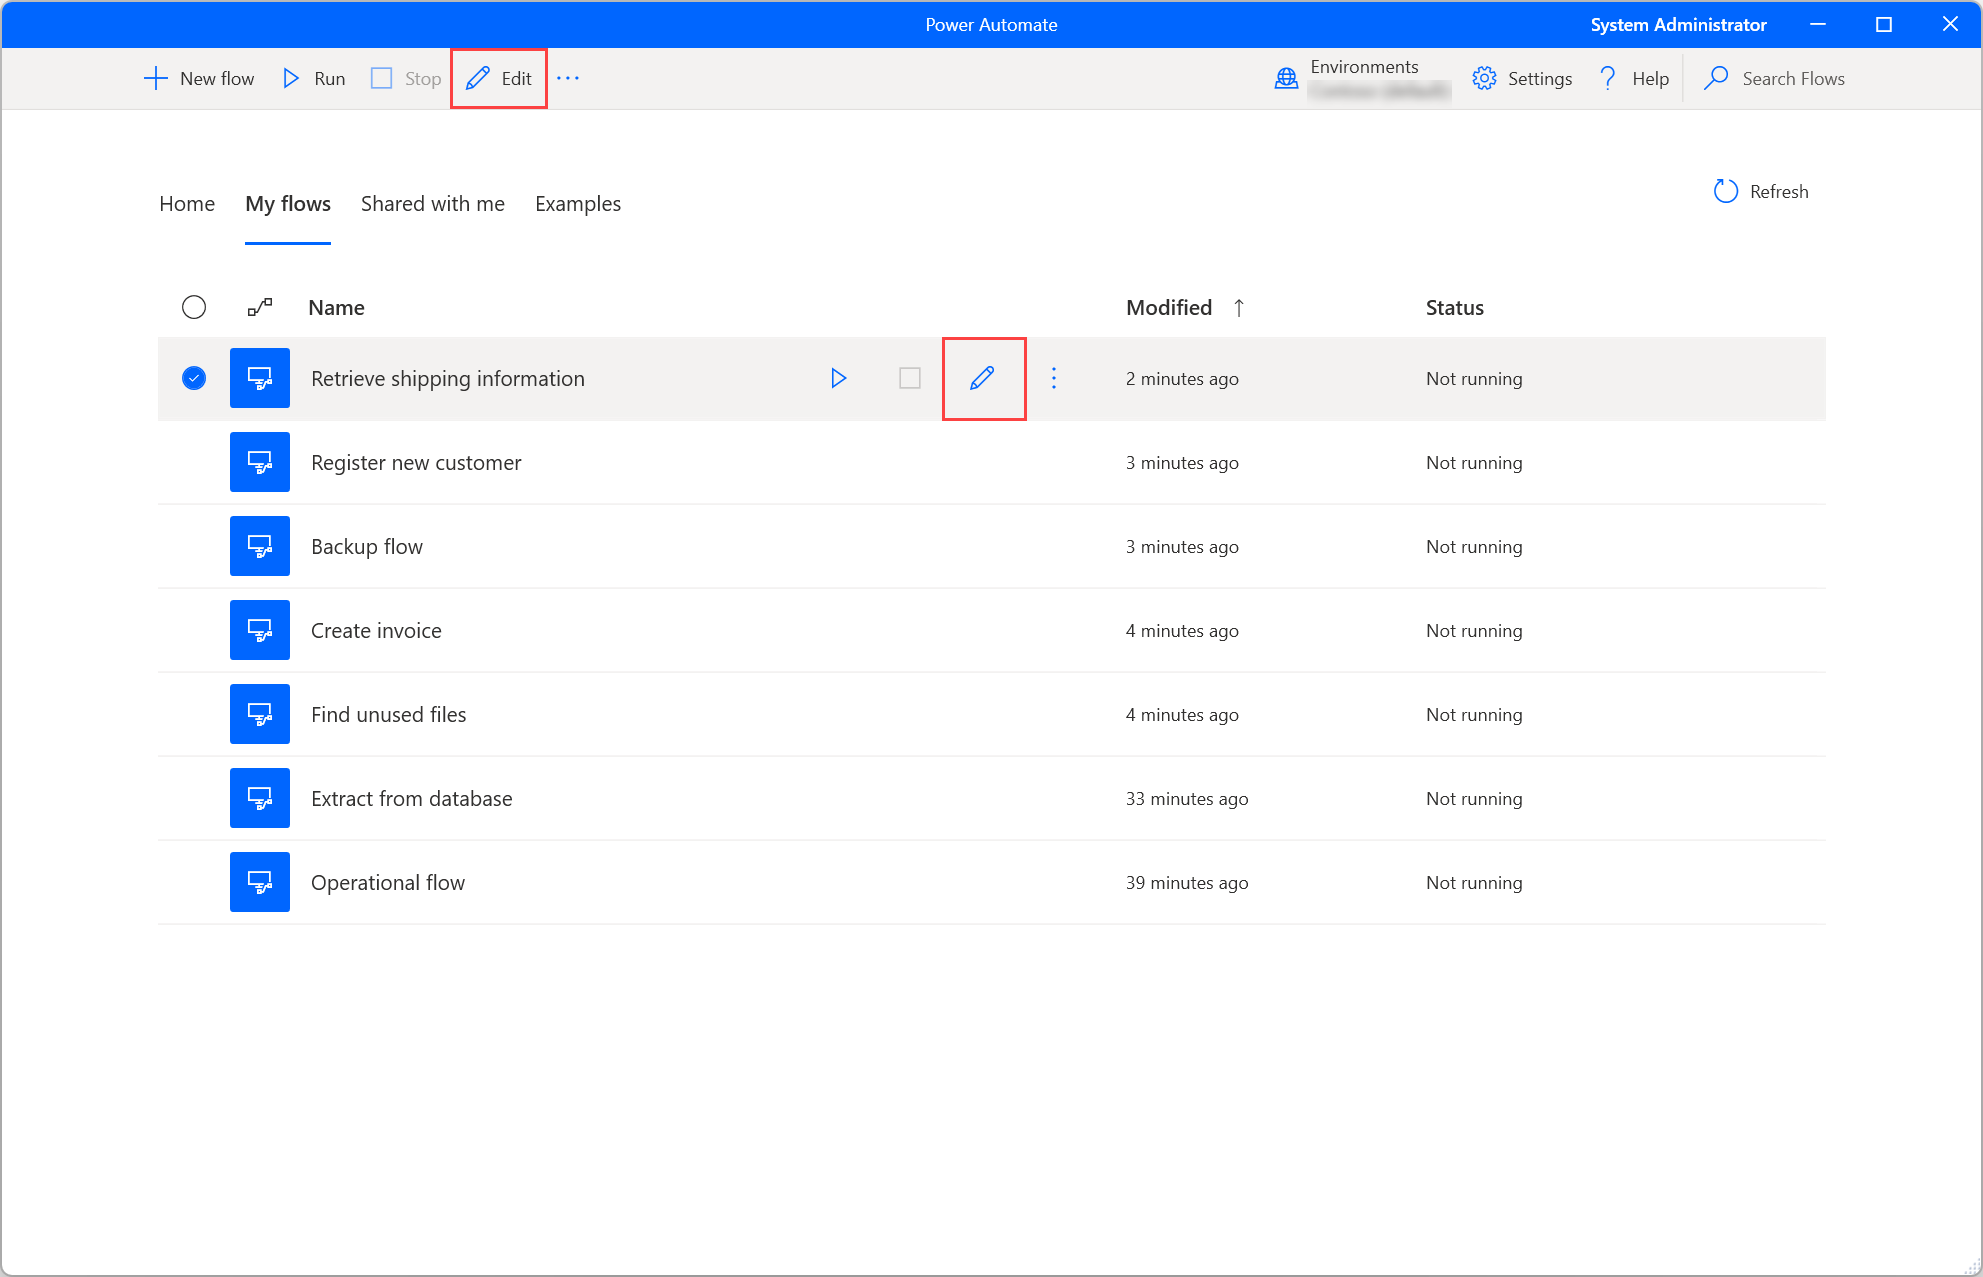 Power Automate
System Administrator
New flow
Run
Stop
Edit
Environments
Settings
Help
Search Flows
Home
My flows
Shared with me
Examples
Refresh
Name
Modified
Status
Retrieve shipping information
2 minutes ago
Not running
Register new customer
3 minutes ago
Not running
Backup flow
3 minutes ago
Not running
Create invoice
4 minutes ago
Not running
Find unused files
4 minutes ago
Not running
Extract from database
33 minutes ago
Not running
Operational flow
39 minutes ago
Not running